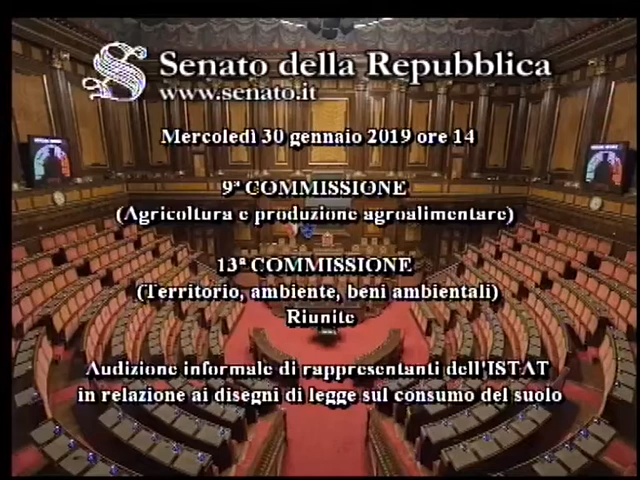 Senato della Repubblica
www.senato.it
Mercoledì 30 gennaio 2019 ore 14
9ª COMMISSIONE
(Agricoltura e produzione agroalimentare)
13ª COMMISSIONE
(Territorio, ambiente, beni ambientali)
Riunite
Audizione informale di rappresentanti dell'ISTAT
in relazione ai disegni di legge sul consumo del suolo